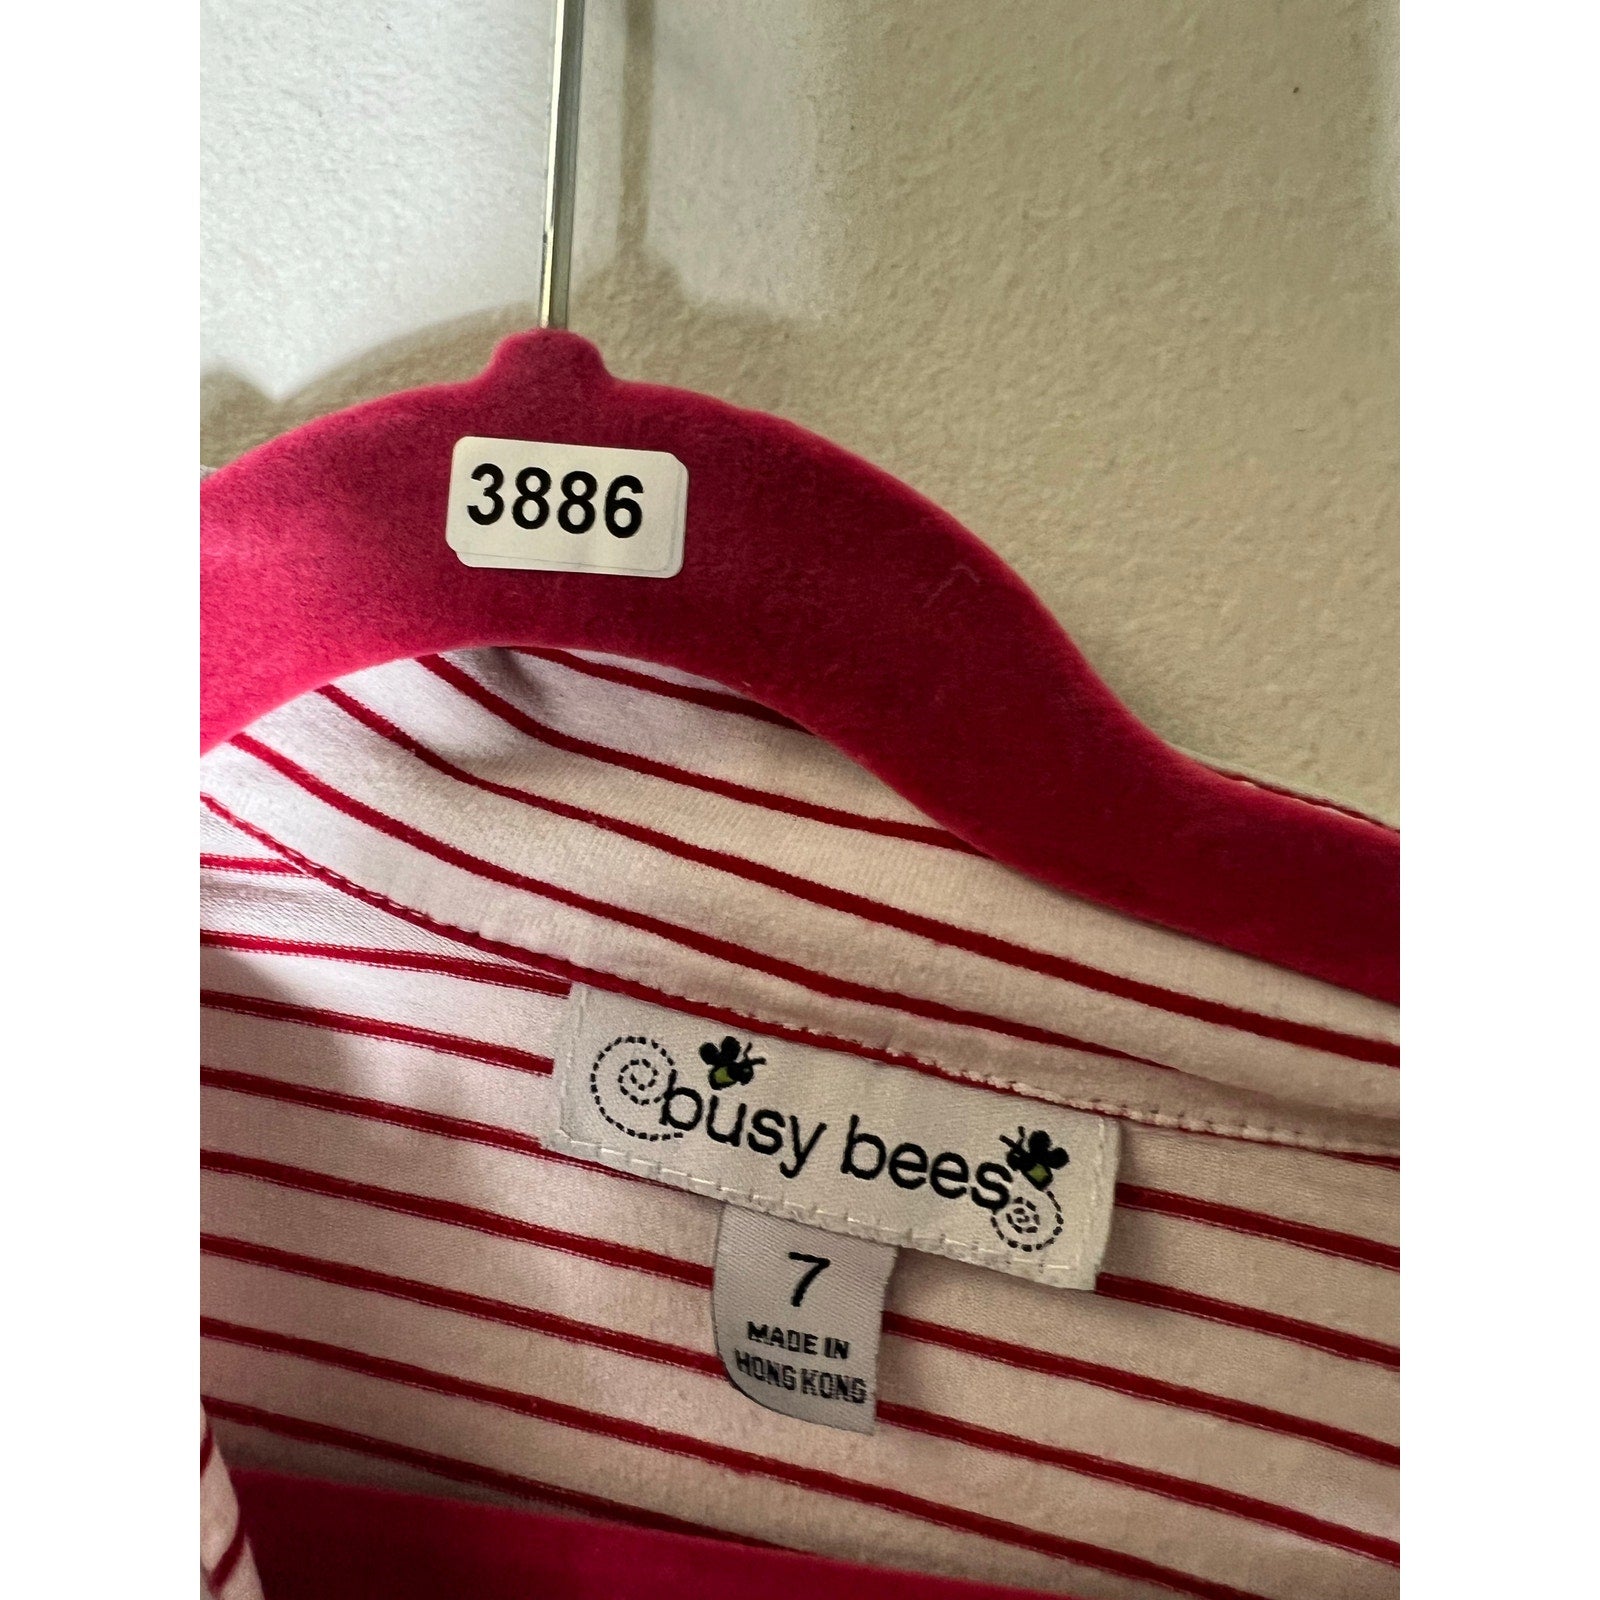 3886
busy bees
7
MADE IN
HONG KONG